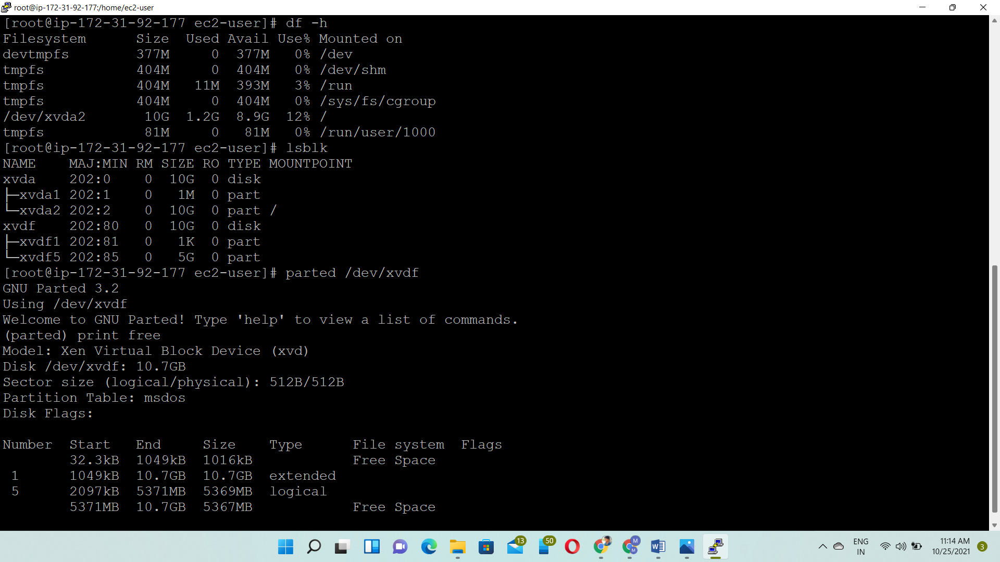 root@ip-172-31-92-177:/home/ec2-user
[root@ip-172-31-92-177 ec2-user]# df -h
Filesystem      Size  Used Avail Use% Mounted on
devtmpfs        377M     0  377M   0% /dev
tmpfs           404M     0  404M   0% /dev/shm
tmpfs           404M   11M  393M   3% /run
tmpfs           404M     0  404M   0% /sys/fs/cgroup
/dev/xvda2       10G  1.2G  8.9G  12% /
tmpfs            81M     0   81M   0% /run/user/1000
[root@ip-172-31-92-177 ec2-user]# lsblk
NAME    MAJ:MIN RM SIZE RO TYPE MOUNTPOINT
xvda    202:0    0  10G  0 disk
├─xvda1 202:1    0   1M  0 part
└─xvda2 202:2    0  10G  0 part /
xvdf    202:80   0  10G  0 disk
├─xvdf1 202:81   0   1K  0 part
└─xvdf5 202:85   0   5G  0 part
[root@ip-172-31-92-177 ec2-user]# parted /dev/xvdf
GNU Parted 3.2
Using /dev/xvdf
Welcome to GNU Parted! Type 'help' to view a list of commands.
(parted) print free
Model: Xen Virtual Block Device (xvd)
Disk /dev/xvdf: 10.7GB
Sector size (logical/physical): 512B/512B
Partition Table: msdos
Disk Flags:
Number  Start   End     Size    Type      File system  Flags
        32.3kB  1049kB  1016kB            Free Space
 1      1049kB  10.7GB  10.7GB  extended
 5      2097kB  5371MB  5369MB  logical
        5371MB  10.7GB  5367MB            Free Space
13
50
M
M
ENG
IN
11:14 AM
10/25/2021
3